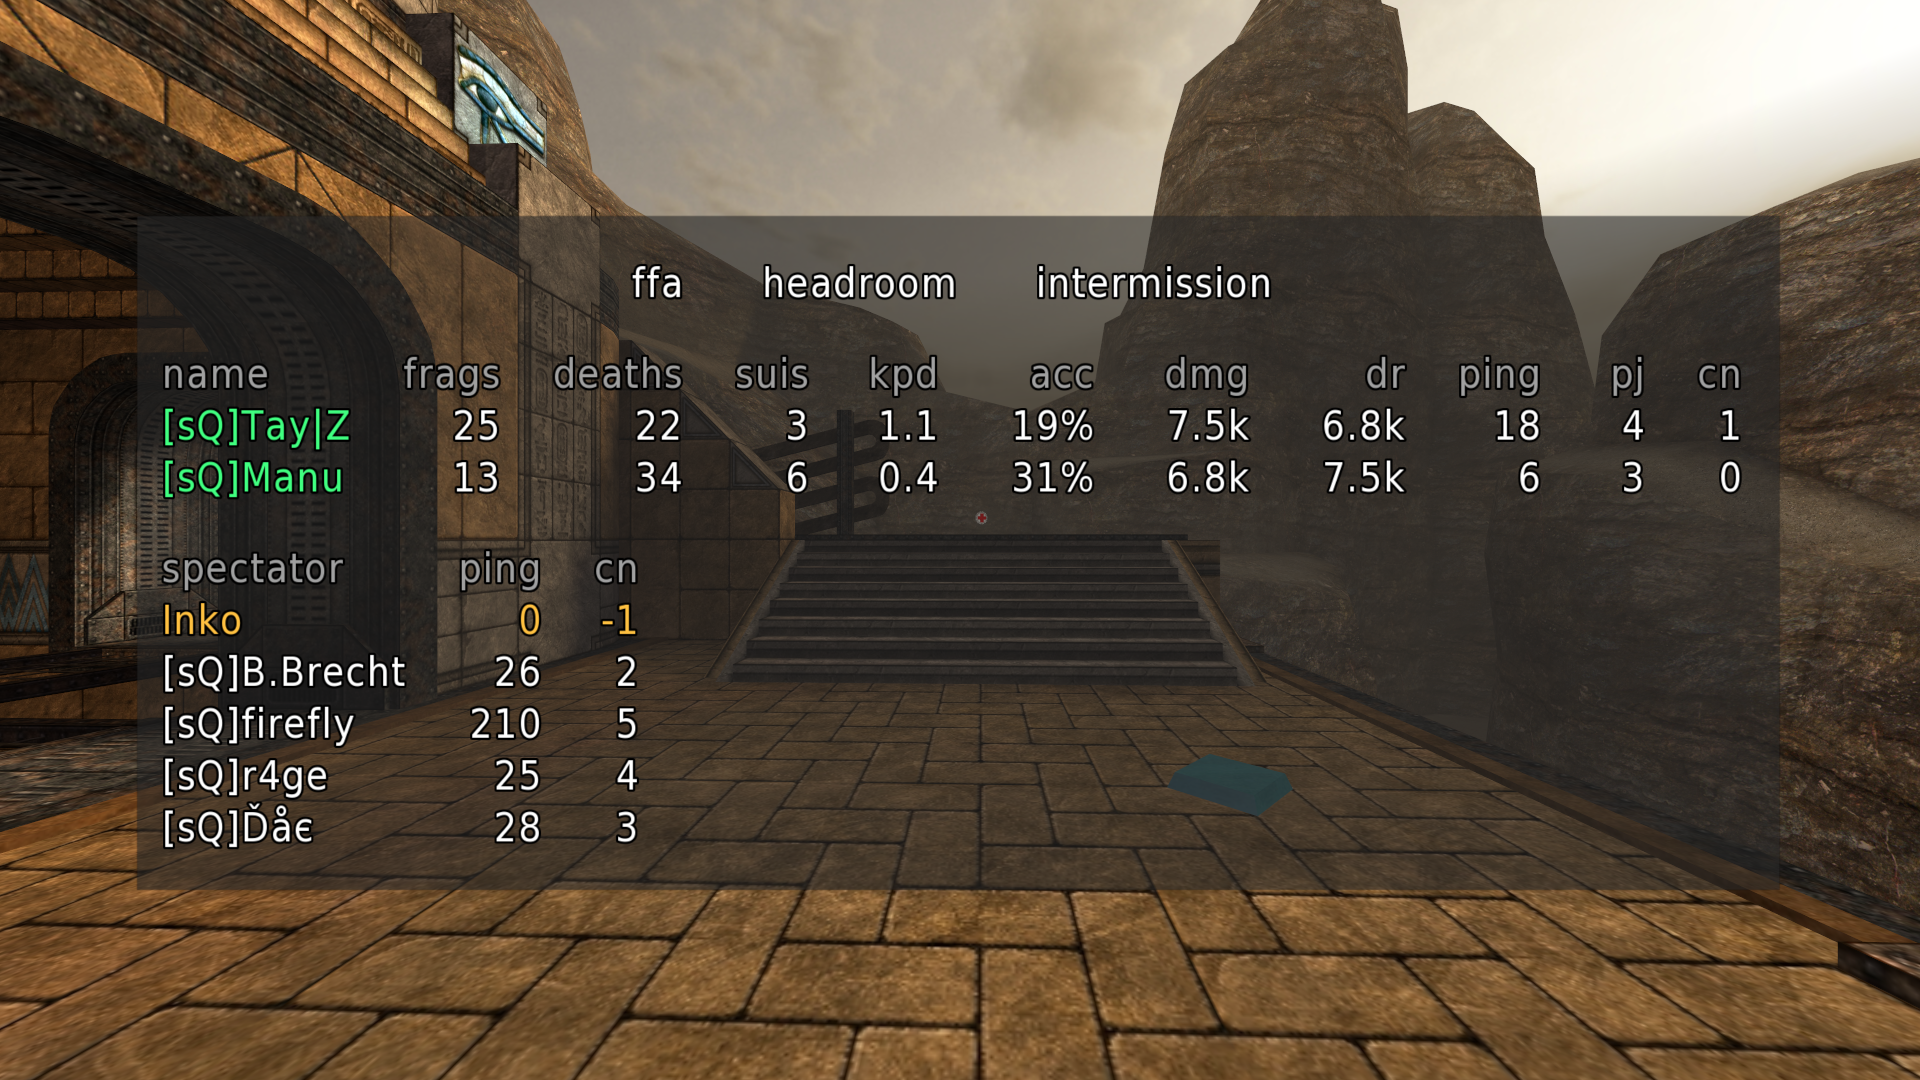 ffa headroom intermission
name frags deaths suis kpd acc dmg dr ping pj cn
[sQ]Tay|Z 25 22 3 1.1 19% 7.5k 6.8k 18 4 1
[sQ]Manu 13 34 6 0.4 31% 6.8k 7.5k 6 3 0
spectator ping cn
Inko 0 -1
[sQ]B.Brecht 26 2
[sQ]firefly 210 5
[sQ]r4ge 25 4
[sQ]Ďåє 28 3